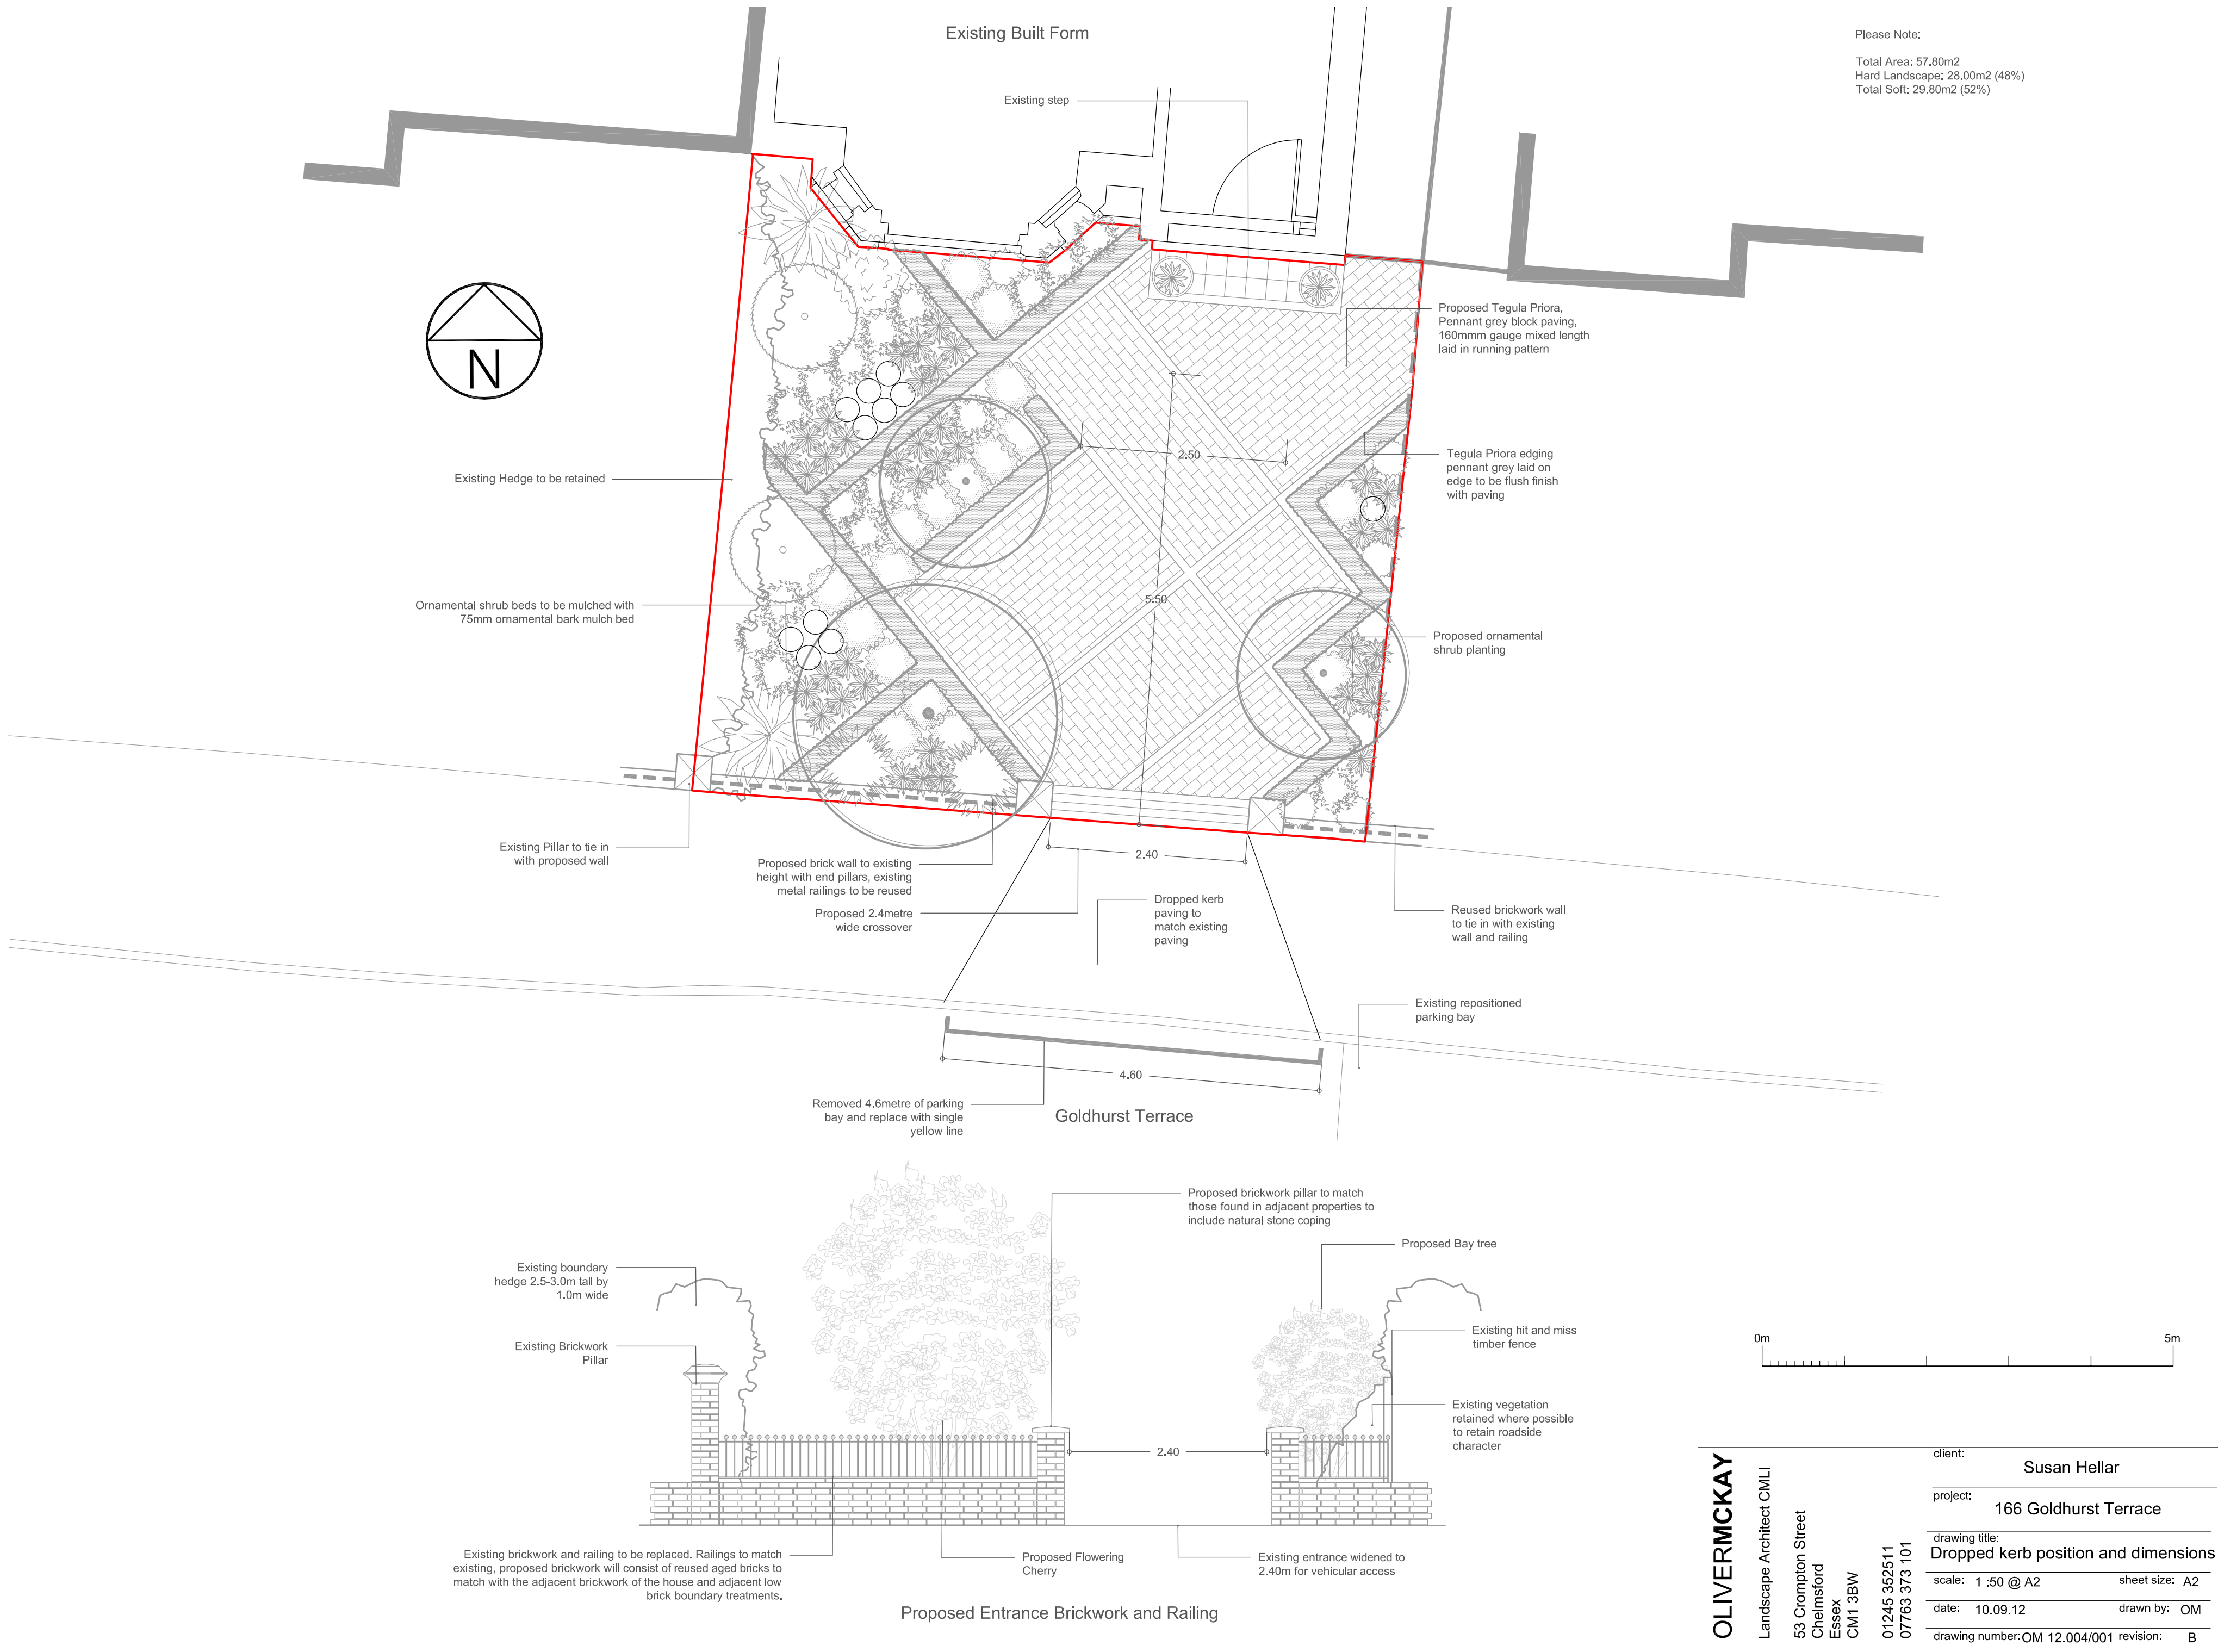 Existing Built Form
Please Note:
Total Area: 57.80m2
Hard Landscape: 28.00m2 (48%)
Total Soft: 29.80m2 (52%)
Existing step
N
Proposed Tegula Priora,
Pennant grey block paving,
160mmm gauge mixed length
laid in running pattern
2.50
Tegula Priora edging
pennant grey laid on
edge to be flush finish
with paving
Existing Hedge to be retained
5.50
Ornamental shrub beds to be mulched with
75mm ornamental bark mulch bed
Proposed ornamental
shrub planting
Existing Pillar to tie in
with proposed wall
Proposed brick wall to existing
height with end pillars, existing
metal railings to be reused
2.40
Proposed 2.4metre
wide crossover
Dropped kerb
paving to
match existing
paving
Reused brickwork wall
to tie in with existing
wall and railing
Existing repositioned
parking bay
4.60
Removed 4.6metre of parking
bay and replace with single
yellow line
Goldhurst Terrace
Proposed brickwork pillar to match
those found in adjacent properties to
include natural stone coping
Proposed Bay tree
Existing boundary
hedge 2.5-3.0m tall by
1.0m wide
Existing Brickwork
Pillar
Existing hit and miss
timber fence
Existing vegetation
retained where possible
to retain roadside
character
2.40
Existing brickwork and railing to be replaced. Railings to match
existing, proposed brickwork will consist of reused aged bricks to
match with the adjacent brickwork of the house and adjacent low
brick boundary treatments.
Proposed Flowering
Cherry
Existing entrance widened to
2.40m for vehicular access
Proposed Entrance Brickwork and Railing
0m 5m
OLIVERMCKAY
Landscape Architect CMLI
53 Crompton Street
Chelmsford
Essex
CM1 3BW
01245 352511
07763 373 101
client:
Susan Hellar
project:
166 Goldhurst Terrace
drawing title:
Dropped kerb position and dimensions
scale: 1 :50 @ A2 sheet size: A2
date: 10.09.12 drawn by: OM
drawing number: OM 12.004/001 revision: B